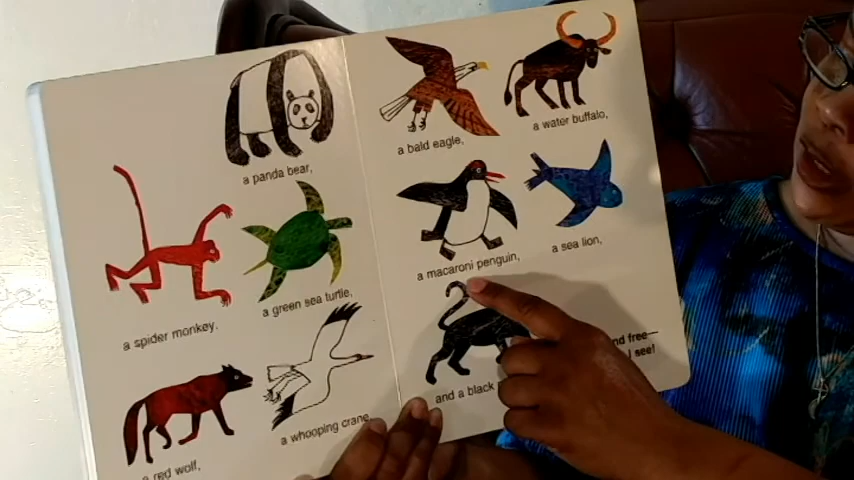 a panda bear,
a bald eagle,
a water buffalo,
a spider monkey.
a green sea turtle,
a macaroni penguin,
a sea lion,
a red wolf,
a whooping crane,
and a black
nd free—
I see!